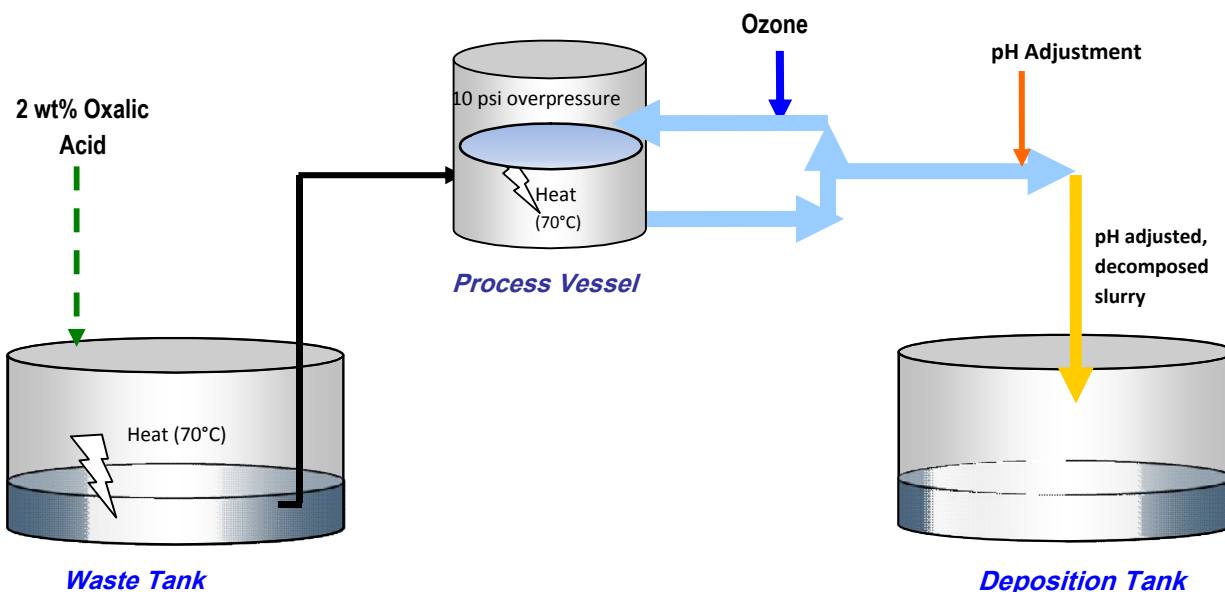 Ozone
pH Adjustment
2 wt% Oxalic
Acid
10 psi overpressure
Heat
(70°C)
Process Vessel
pH adjusted,
decomposed
slurry
Heat (70°C)
Waste Tank
Deposition Tank